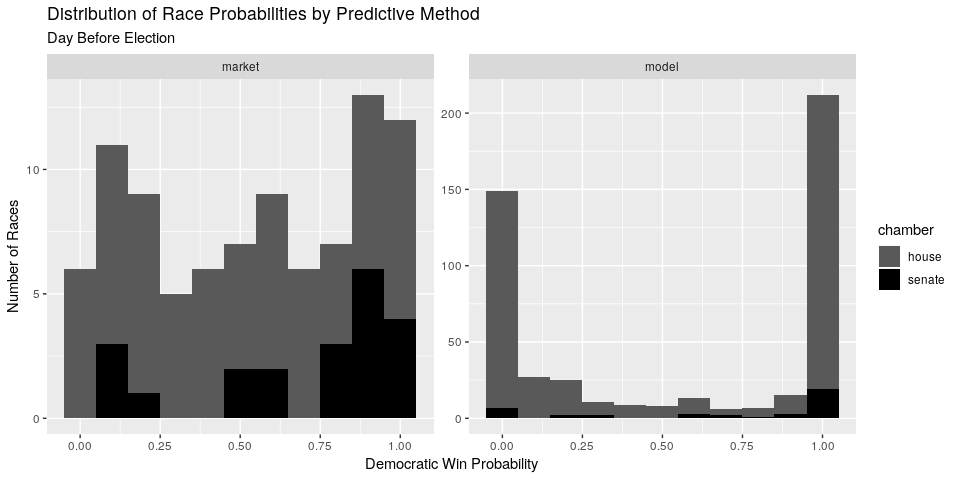 Distribution of Race Probabilities by Predictive Method
Day Before Election
market
model
Number of Races
10
5
0
200
150
100
50
0
0.00 0.25 0.50 0.75 1.00
0.00 0.25 0.50 0.75 1.00
Democratic Win Probability
chamber
house
senate